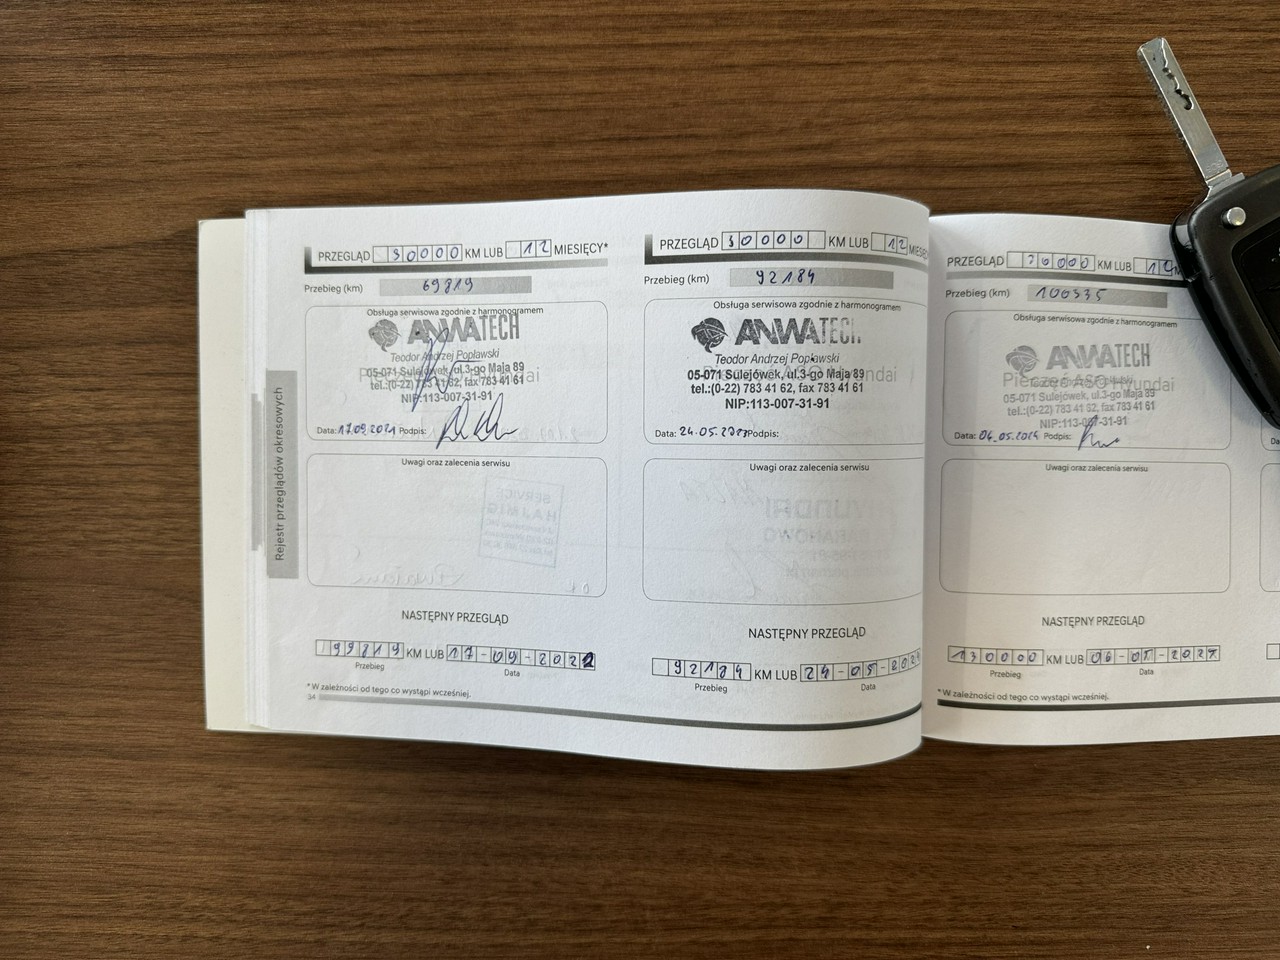 Rejestr przeglądów okresowych
PRZEGLĄD 30000 KM LUB 12 MIESIĘCY*
Przebieg (km) 69819
Obsługa serwisowa zgodnie z harmonogramem
ANWATECH
Teodor Andrzej Popławski
05-071 Sulejówek, ul.3-go Maja 89
tel.:(0-22) 783 41 62, fax 783 41 61
NIP:113-007-31-91
Data: 17.09.2021 Podpis:
Uwagi oraz zalecenia serwisu
NASTĘPNY PRZEGLĄD
99819 KM LUB 17-09-2022
Przebieg Data
*W zależności od tego co wystąpi wcześniej.
34
PRZEGLĄD 30000 KM LUB 12
Przebieg (km) 92184
Obsługa serwisowa zgodnie z harmonogramem
ANWATECH
Teodor Andrzej Popławski
05-071 Sulejówek, ul.3-go Maja 89
tel.:(0-22) 783 41 62, fax 783 41 61
NIP:113-007-31-91
Data: 24.05.2023 Podpis:
Uwagi oraz zalecenia serwisu
NASTĘPNY PRZEGLĄD
92184 KM LUB 24-05-202
Przebieg Data
PRZEGLĄD 30000 KM LUB 12
Przebieg (km) 100535
Obsługa serwisowa zgodnie z harmonogramem
ANWATECH
Pieczęć ASO Hyundai
05-071 Sulejówek, ul.3-go Maja 89
tel.:(0-22) 783 41 62, fax 783 41 61
NIP:113-007-31-91
Data: 06.05.2024 Podpis:
Uwagi oraz zalecenia serwisu
NASTĘPNY PRZEGLĄD
130000 KM LUB 06-05-202
Przebieg Data
*W zależności od tego co wystąpi wcześniej.